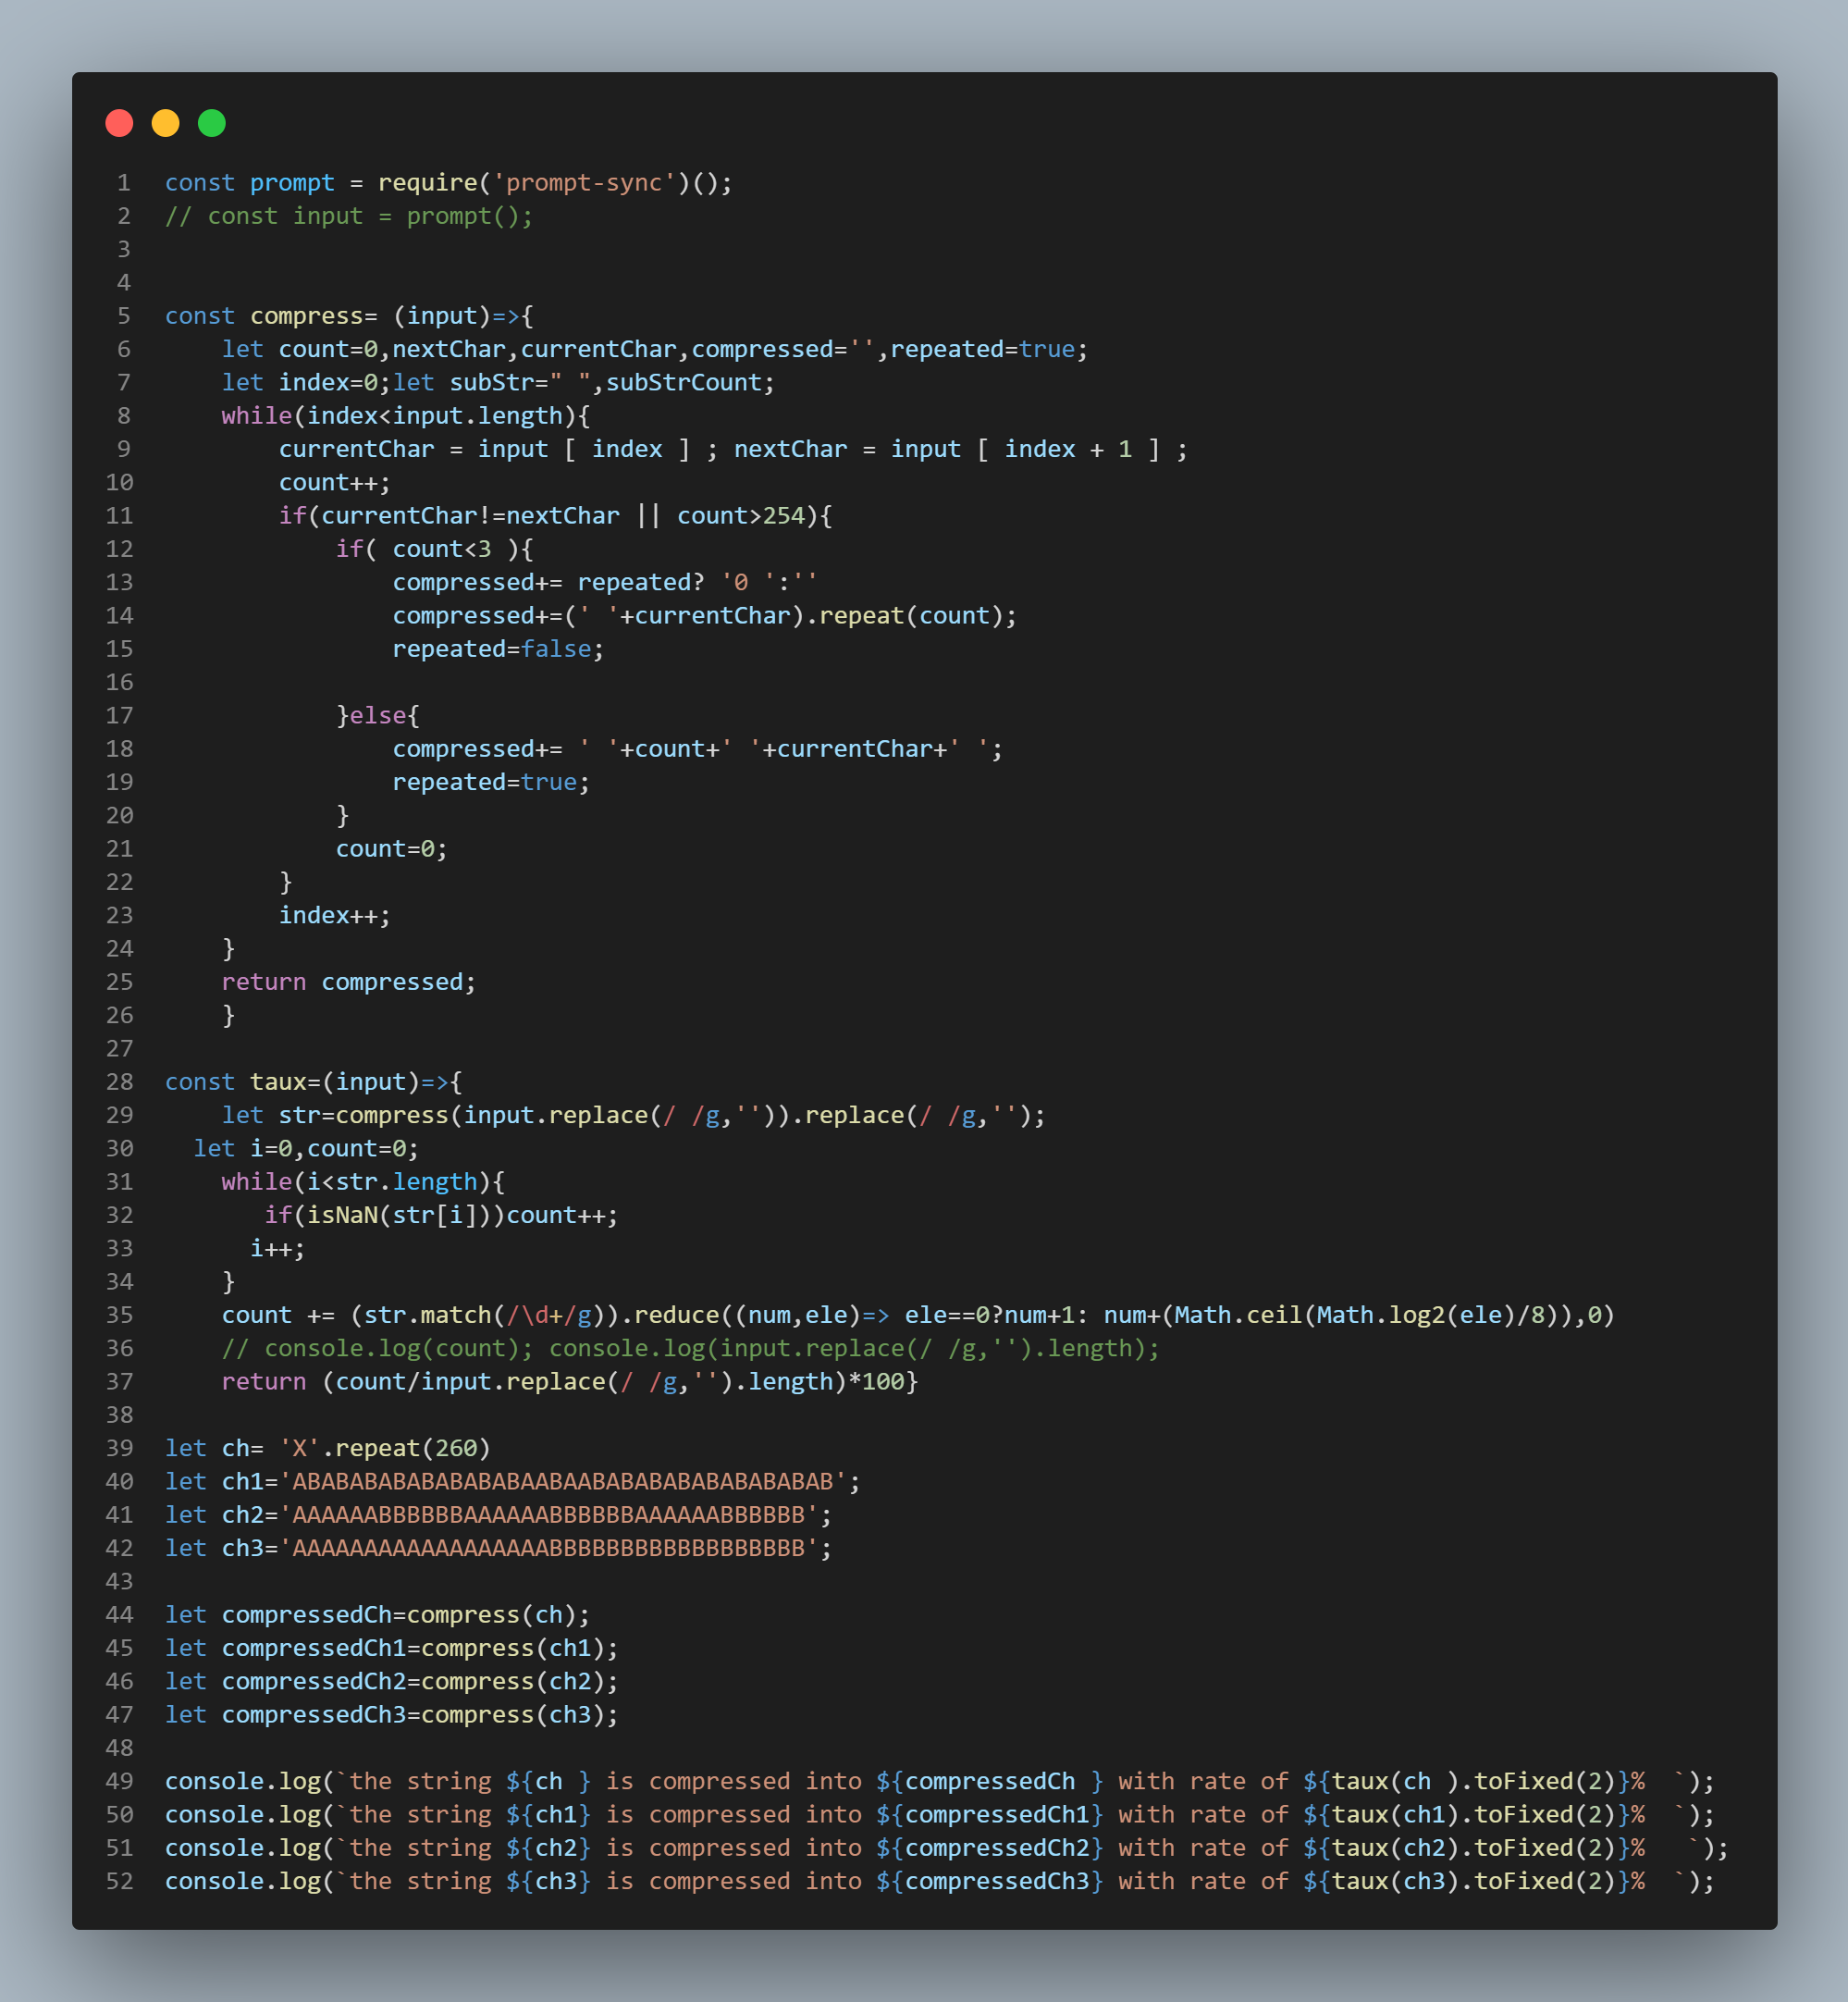 1 const prompt = require('prompt-sync')();
2 // const input = prompt();
3
4
5 const compress= (input)=>{
6     let count=0,nextChar,currentChar,compressed='',repeated=true;
7     let index=0;let subStr=" ",subStrCount;
8     while(index<input.length){
9         currentChar = input [ index ] ; nextChar = input [ index + 1 ] ;
10         count++;
11         if(currentChar!=nextChar || count>254){
12             if( count<3 ){
13                 compressed+= repeated? '0 ':''
14                 compressed+=(' '+currentChar).repeat(count);
15                 repeated=false;
16
17             }else{
18                 compressed+= ' '+count+' '+currentChar+' ';
19                 repeated=true;
20             }
21             count=0;
22         }
23         index++;
24     }
25     return compressed;
26     }
27
28 const taux=(input)=>{
29     let str=compress(input.replace(/ /g,'')).replace(/ /g,'');
30   let i=0,count=0;
31     while(i<str.length){
32        if(isNaN(str[i]))count++;
33       i++;
34     }
35     count += (str.match(/\d+/g)).reduce((num,ele)=> ele==0?num+1: num+(Math.ceil(Math.log2(ele)/8)),0)
36     // console.log(count); console.log(input.replace(/ /g,'').length);
37     return (count/input.replace(/ /g,'').length)*100}
38
39 let ch= 'X'.repeat(260)
40 let ch1='ABABABABABABABABAABAABABABABABABABABAB';
41 let ch2='AAAAAABBBBBBAAAAAABBBBBBAAAAAABBBBBB';
42 let ch3='AAAAAAAAAAAAAAAAAABBBBBBBBBBBBBBBBBB';
43
44 let compressedCh=compress(ch);
45 let compressedCh1=compress(ch1);
46 let compressedCh2=compress(ch2);
47 let compressedCh3=compress(ch3);
48
49 console.log(`the string ${ch } is compressed into ${compressedCh } with rate of ${taux(ch ).toFixed(2)}%  `);
50 console.log(`the string ${ch1} is compressed into ${compressedCh1} with rate of ${taux(ch1).toFixed(2)}%  `);
51 console.log(`the string ${ch2} is compressed into ${compressedCh2} with rate of ${taux(ch2).toFixed(2)}%   `);
52 console.log(`the string ${ch3} is compressed into ${compressedCh3} with rate of ${taux(ch3).toFixed(2)}%  `);